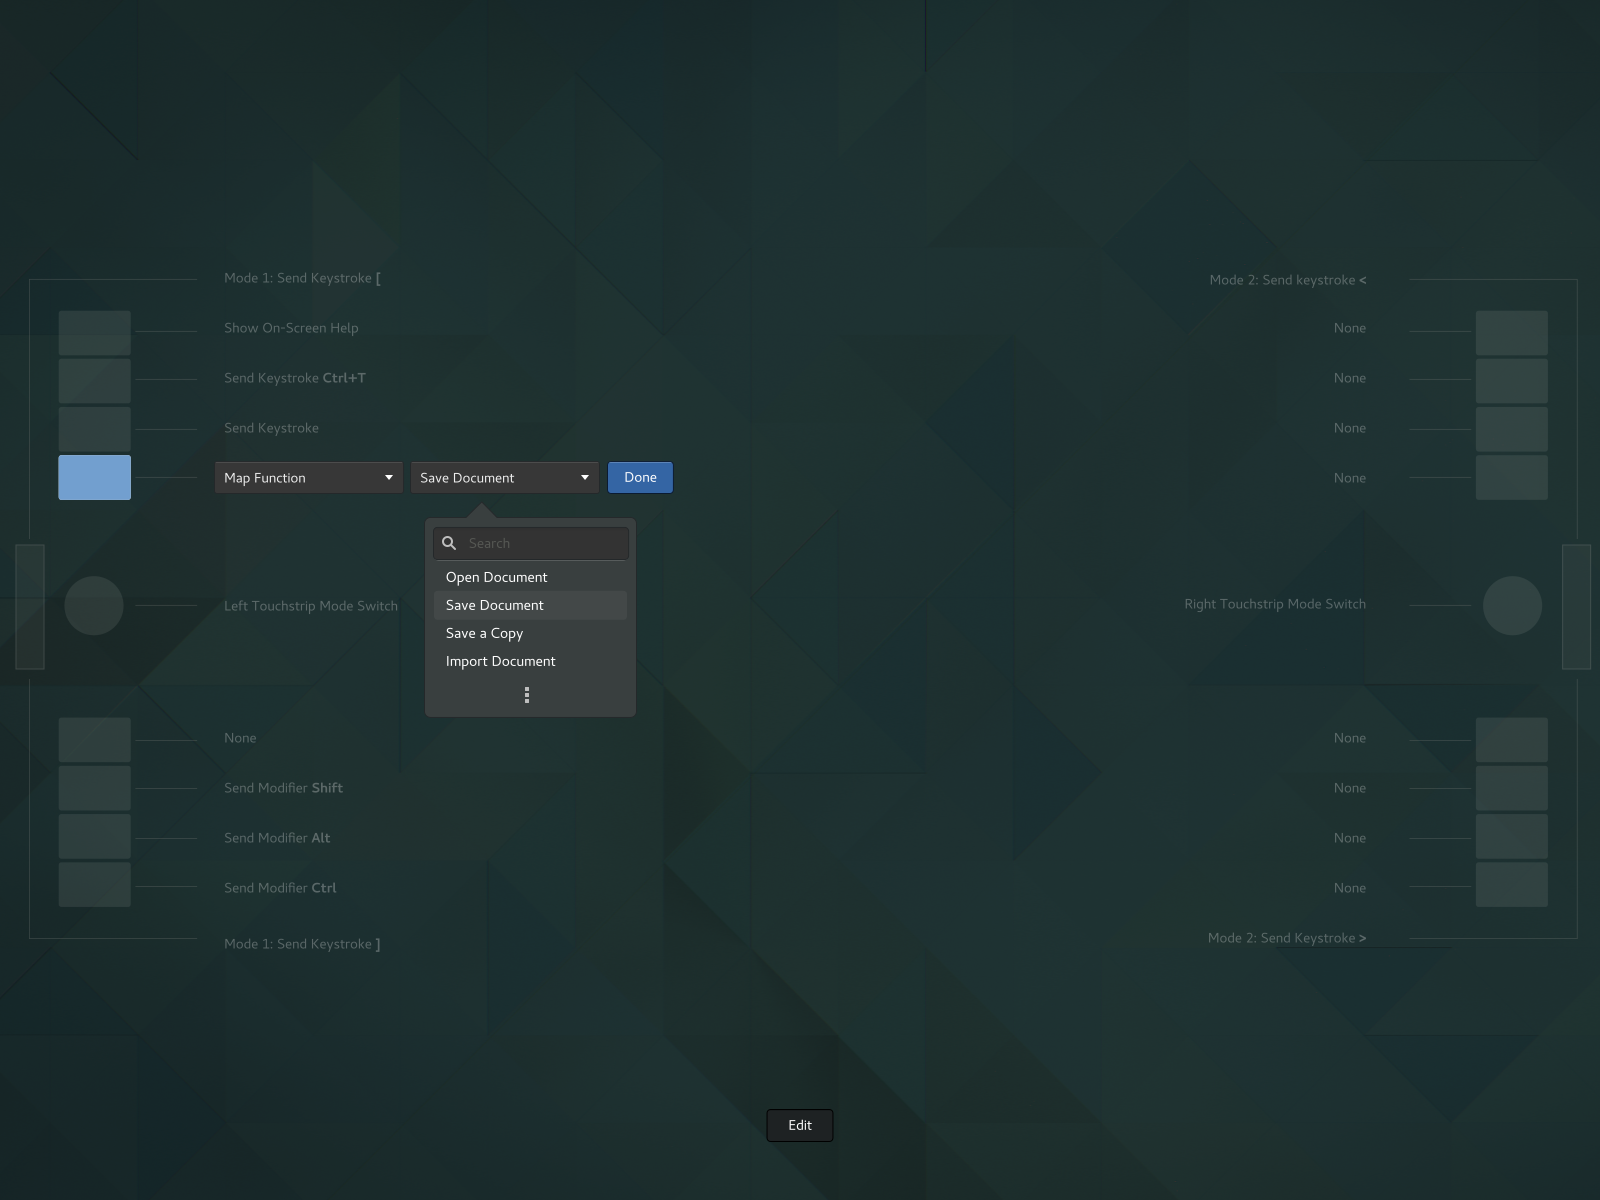 Mode 1: Send Keystroke [
Mode 2: Send keystroke <
Show On-Screen Help
None
Send Keystroke Ctrl+T
None
Send Keystroke
None
Map Function
Save Document
Done
None
Search
Open Document
Save Document
Left Touchstrip Mode Switch
Right Touchstrip Mode Switch
Save a Copy
Import Document
None
None
Send Modifier Shift
None
Send Modifier Alt
None
Send Modifier Ctrl
None
Mode 1: Send Keystroke ]
Mode 2: Send Keystroke >
Edit